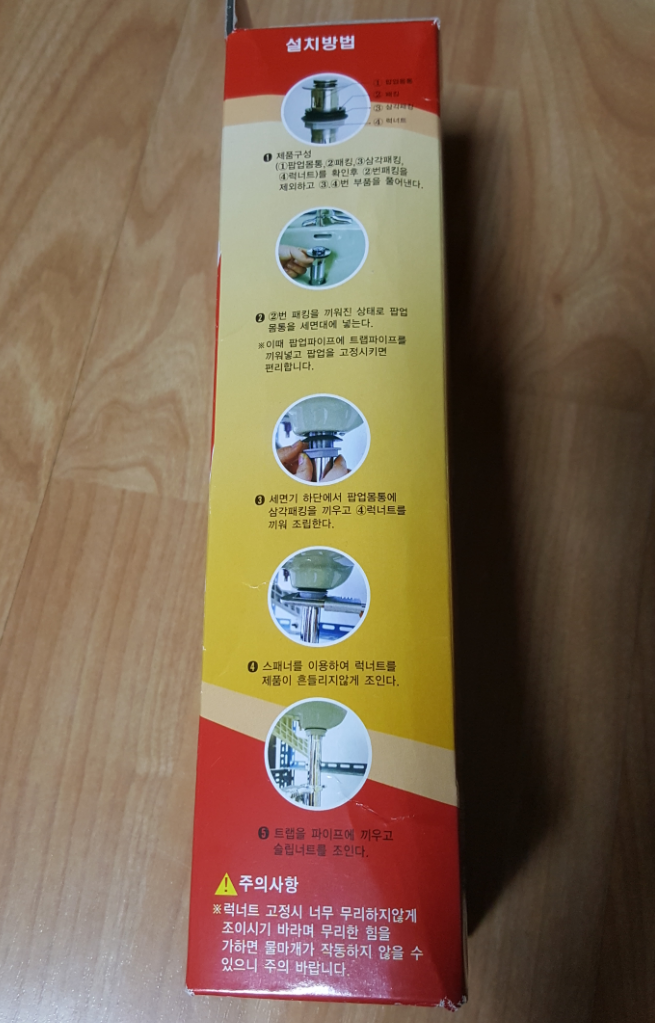 설치방법
① 팝업몸통
② 패킹
③ 삼각패킹
④ 럭너트
❶ 제품구성
(①팝업몸통,②패킹,③삼각패킹,
④럭너트)를 확인후 ②번패킹을
제외하고 ③,④번 부품을 풀어낸다.
❷ ②번 패킹을 끼워진 상태로 팝업
몸통을 세면대에 넣는다.
※이때 팝업파이프에 트랩파이프를
끼워넣고 팝업을 고정시키면
편리합니다.
❸ 세면기 하단에서 팝업몸통에
삼각패킹을 끼우고 ④럭너트를
끼워 조립한다.
❹ 스패너를 이용하여 럭너트를
제품이 흔들리지않게 조인다.
❺ 트랩을 파이프에 끼우고
슬립너트를 조인다.
주의사항
※럭너트 고정시 너무 무리하지않게
조이시기 바라며 무리한 힘을
가하면 물마개가 작동하지 않을 수
있으니 주의 바랍니다.